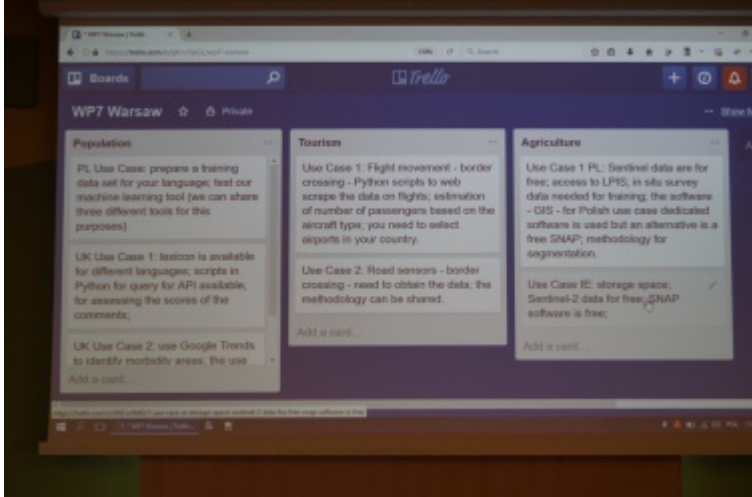 WP7 Warsaw | Trello
Search
Boards
Trello
WP7 Warsaw
Private
Population
PL Use Case: prepare a training
data set for your language; test our
machine learning tool (we can share
three different tools for this
purposes)
UK Use Case 1: lexicon is available
for different languages; scripts in
Python for query for API available,
for assessing the scores of the
comments;
UK Use Case 2: use Google Trends
to identify morbidity areas; the use
Add a card...
Tourism
Use Case 1: Flight movement - border
crossing - Python scripts to web
scrape the data on flights; estimation
of number of passengers based on the
aircraft type; you need to select
airports in your country.
Use Case 2: Road sensors - border
crossing - need to obtain the data; the
methodology can be shared.
Add a card...
Agriculture
Use Case 1 PL: Sentinel data are for
free; access to LPIS; in situ survey
data needed for training; the software
- GIS - for Polish use case dedicated
software is used but an alternative is a
free SNAP; methodology for
segmentation.
Use Case IE: storage space;
Sentinel-2 data for free; SNAP
software is free;
Add a card...